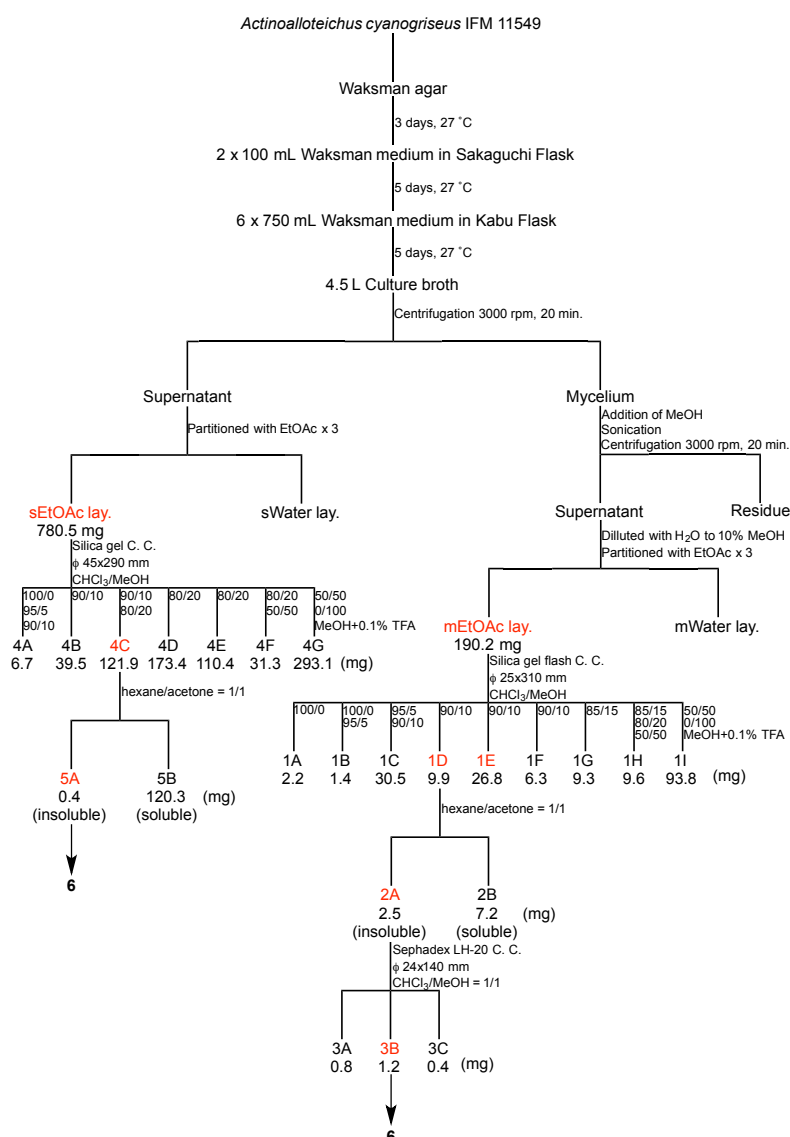 Actinoalloteichus cyanogriseus IFM 11549
Waksman agar
3 days, 27 ˚C
2 x 100 mL Waksman medium in Sakaguchi Flask
5 days, 27 ˚C
6 x 750 mL Waksman medium in Kabu Flask
5 days, 27 ˚C
4.5 L Culture broth
Centrifugation 3000 rpm, 20 min.
Supernatant
Partitioned with EtOAc x 3
sEtOAc lay.
780.5 mg
sWater lay.
Silica gel C. C.
φ 45x290 mm
CHCl3/MeOH
100/0 90/10 90/10 80/20 80/20 80/20 50/50
95/5 80/20 50/50 0/100
90/10 MeOH+0.1% TFA
4A 4B 4C 4D 4E 4F 4G
6.7 39.5 121.9 173.4 110.4 31.3 293.1 (mg)
hexane/acetone = 1/1
5A 5B
0.4 120.3 (mg)
(insoluble) (soluble)
6
Mycelium
Addition of MeOH
Sonication
Centrifugation 3000 rpm, 20 min.
Supernatant Residue
Diluted with H2O to 10% MeOH
Partitioned with EtOAc x 3
mEtOAc lay.
190.2 mg
mWater lay.
Silica gel flash C. C.
φ 25x310 mm
CHCl3/MeOH
100/0 100/0 95/5 90/10 90/10 90/10 85/15 85/15 50/50
95/5 90/10 80/20 0/100
50/50 MeOH+0.1% TFA
1A 1B 1C 1D 1E 1F 1G 1H 1I
2.2 1.4 30.5 9.9 26.8 6.3 9.3 9.6 93.8 (mg)
hexane/acetone = 1/1
2A 2B
2.5 7.2 (mg)
(insoluble) (soluble)
Sephadex LH-20 C. C.
φ 24x140 mm
CHCl3/MeOH = 1/1
3A 3B 3C
0.8 1.2 0.4 (mg)
6